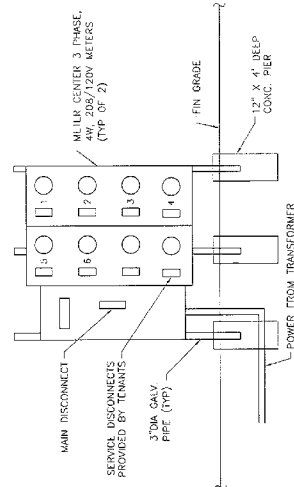 METER CENTER 3 PHASE,
4W, 208/120V METERS
(TYP OF 2)
FIN GRADE
12" X 4' DEEP
CONC. PIER
1
2
3
4
5
6
MAIN DISCONNECT
SERVICE DISCONNECTS
PROVIDED BY TENANTS
3"DIA GALV.
PIPE (TYP)
POWER FROM TRANSFORMER